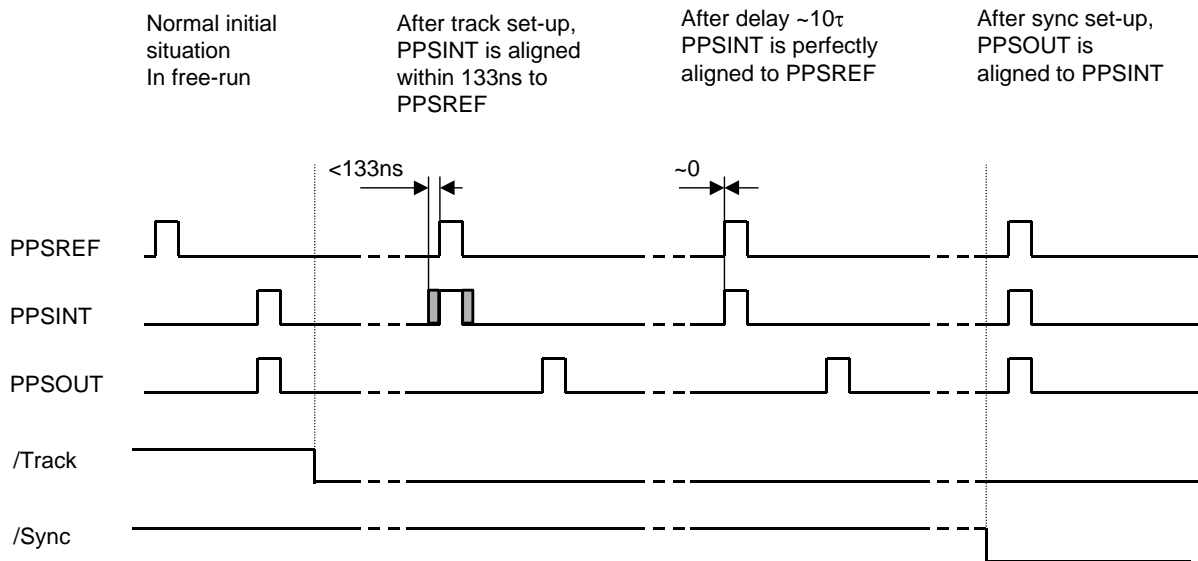 Normal initial
situation
In free-run
After track set-up,
PPSINT is aligned
within 133ns to
PPSREF
After delay ~10τ
PPSINT is perfectly
aligned to PPSREF
After sync set-up,
PPSOUT is
aligned to PPSINT
<133ns
~0
PPSREF
PPSINT
PPSOUT
/Track
/Sync